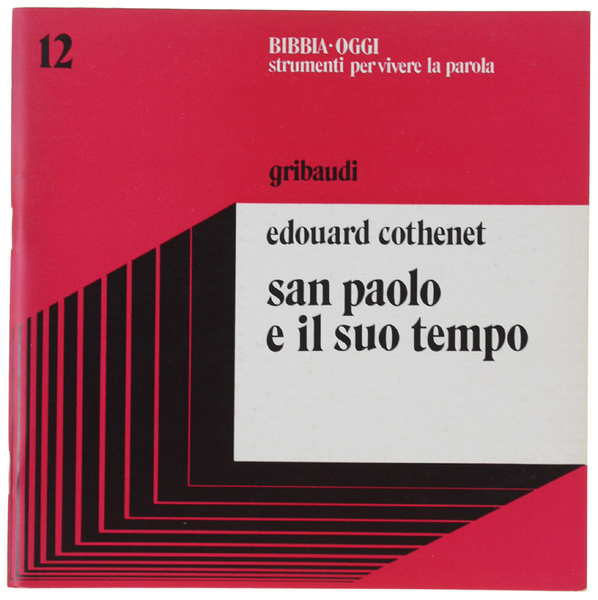 12
BIBBIA·OGGI
strumenti per vivere la parola
gribaudi
edouard cothenet
san paolo
e il suo tempo